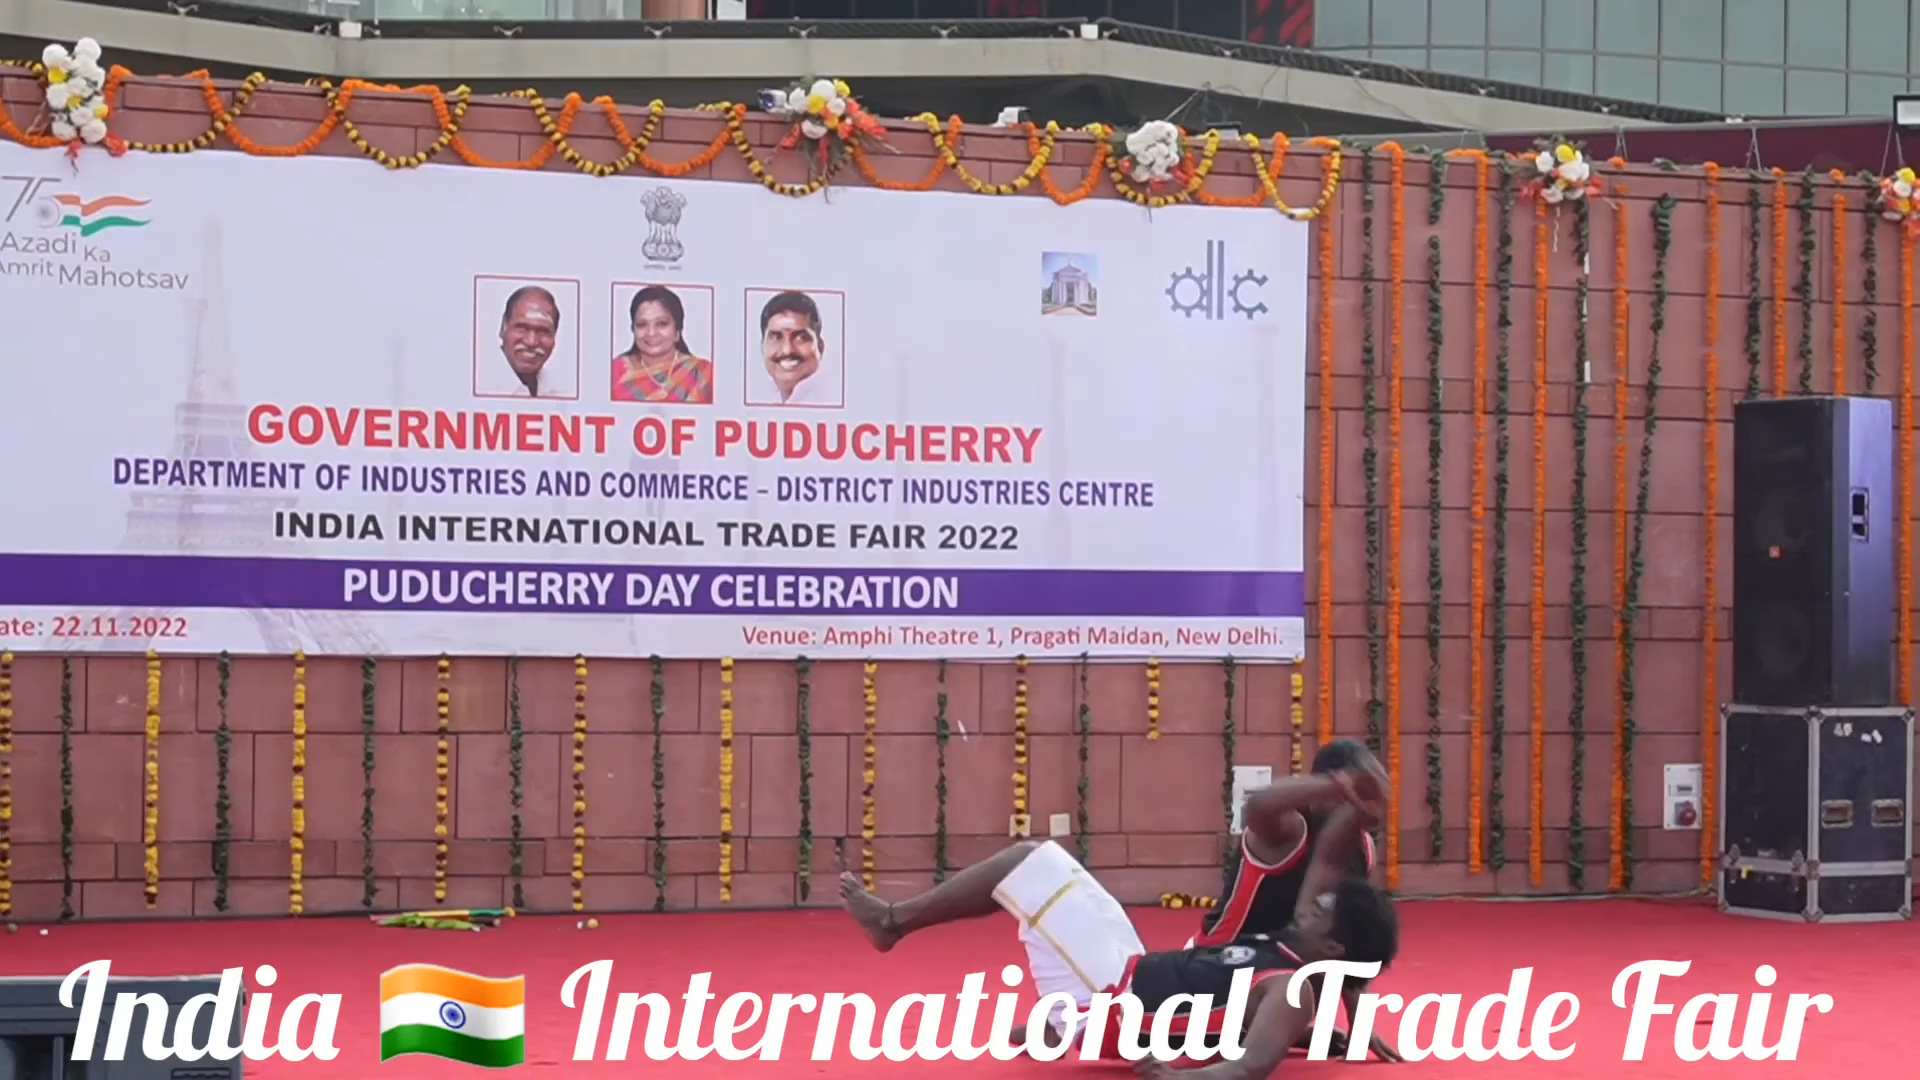 75
Azadi Ka
Amrit Mahotsav
dic
GOVERNMENT OF PUDUCHERRY
DEPARTMENT OF INDUSTRIES AND COMMERCE – DISTRICT INDUSTRIES CENTRE
INDIA INTERNATIONAL TRADE FAIR 2022
PUDUCHERRY DAY CELEBRATION
ate: 22.11.2022
Venue: Amphi Theatre 1, Pragati Maidan, New Delhi.
India 🇮🇳 International Trade Fair